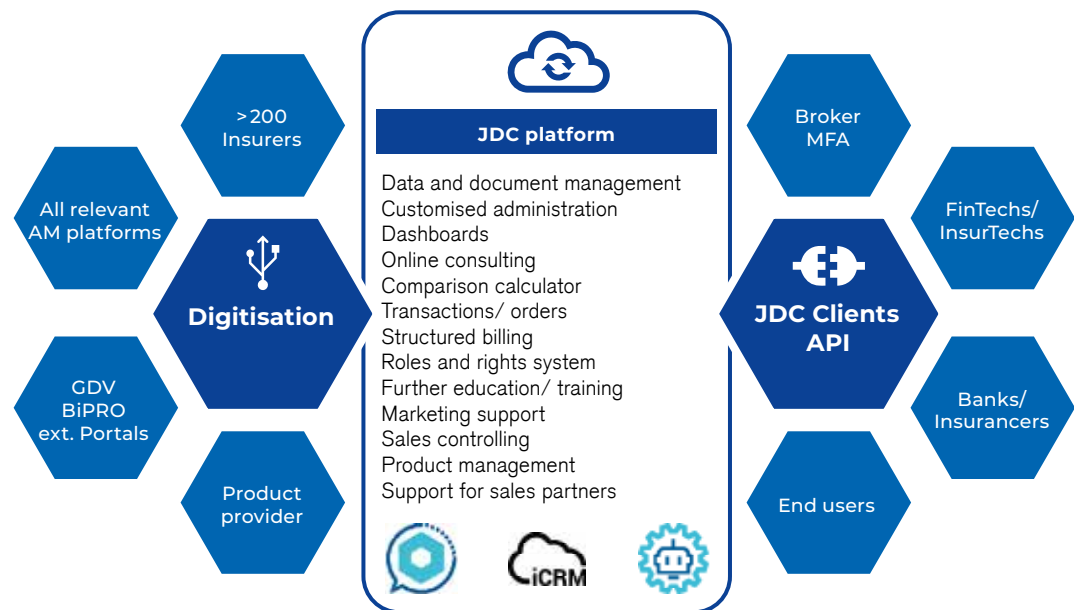 >200
Insurers
All relevant
AM platforms
Digitisation
GDV
BiPRO
ext. Portals
Product
provider
JDC platform
Data and document management
Customised administration
Dashboards
Online consulting
Comparison calculator
Transactions/ orders
Structured billing
Roles and rights system
Further education/ training
Marketing support
Sales controlling
Product management
Support for sales partners
iCRM
Broker
MFA
FinTechs/
InsurTechs
JDC Clients
API
Banks/
Insurancers
End users